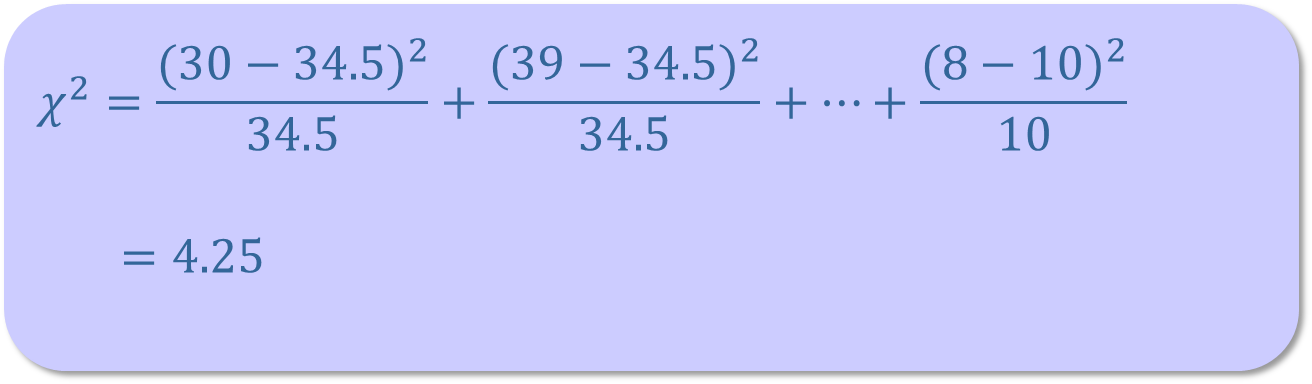 χ² = (30 − 34.5)²/34.5 + (39 − 34.5)²/34.5 + ⋯ + (8 − 10)²/10
= 4.25